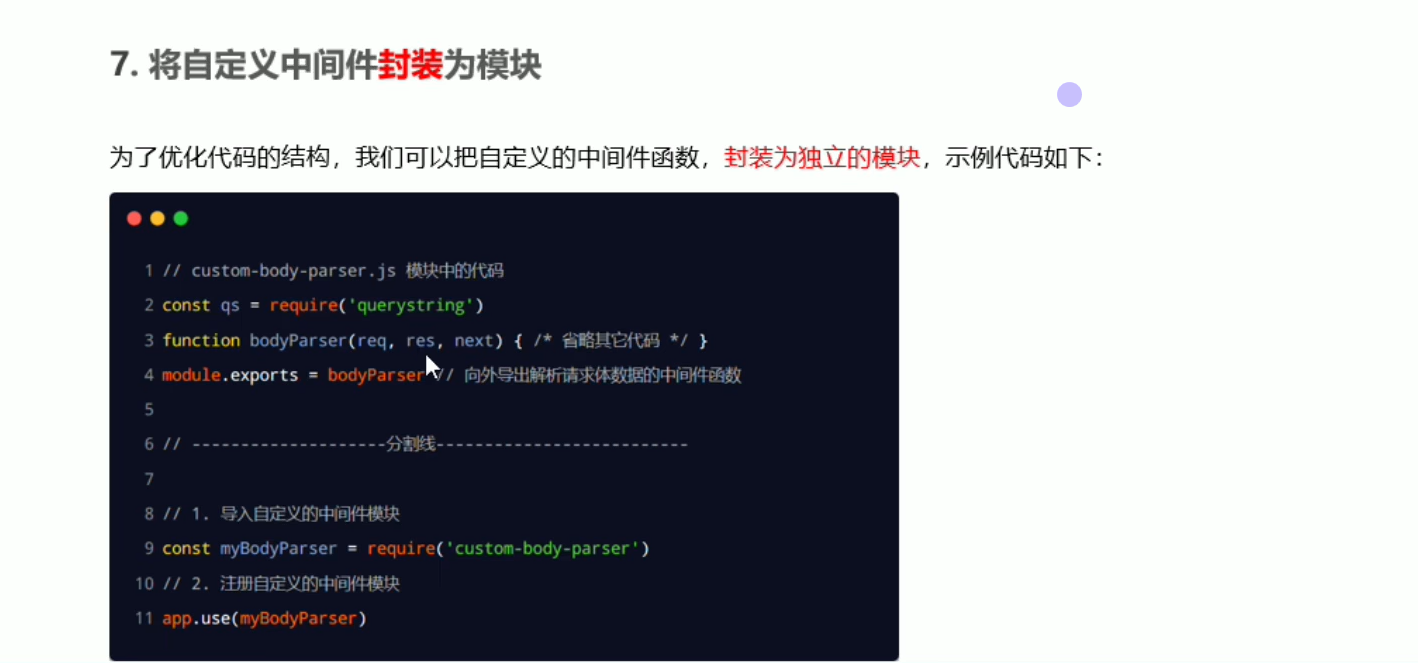 7. 将自定义中间件封装为模块
为了优化代码的结构，我们可以把自定义的中间件函数，封装为独立的模块，示例代码如下：
1 // custom-body-parser.js 模块中的代码
2 const qs = require('querystring')
3 function bodyParser(req, res, next) { /* 省略其它代码 */ }
4 module.exports = bodyParser // 向外导出解析请求体数据的中间件函数
5
6 // --------------------分割线--------------------------
7
8 // 1. 导入自定义的中间件模块
9 const myBodyParser = require('custom-body-parser')
10 // 2. 注册自定义的中间件模块
11 app.use(myBodyParser)